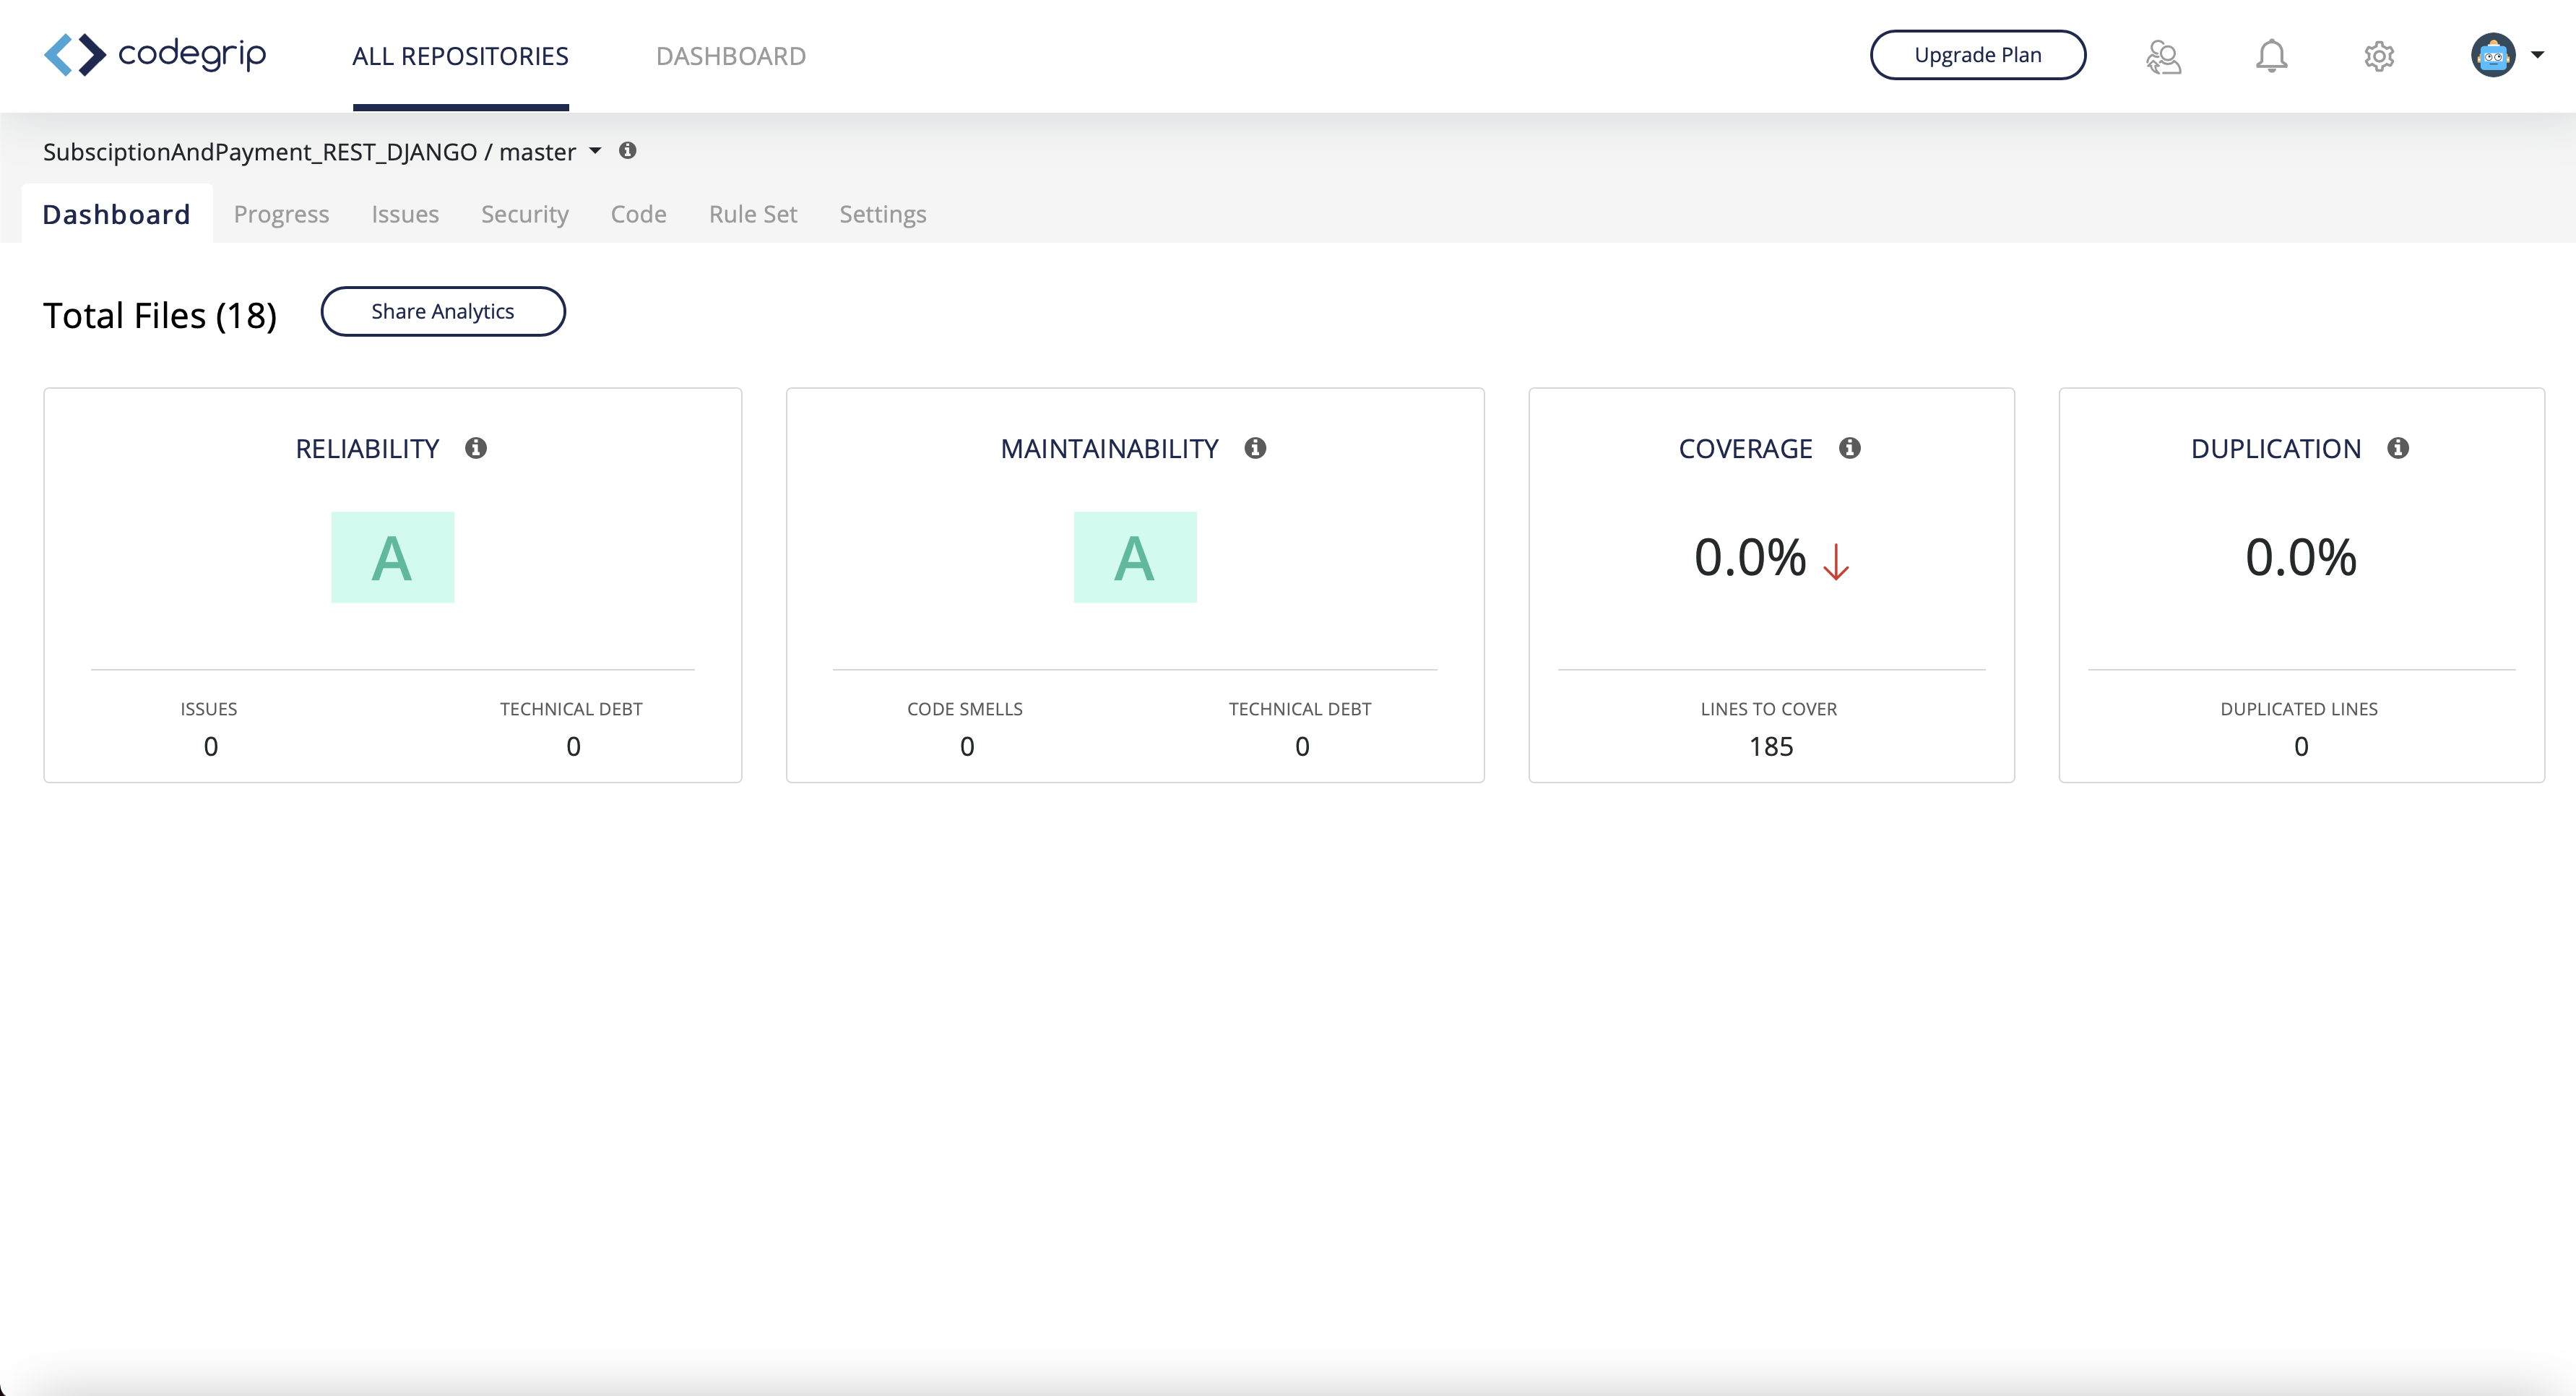 codegrip ALL REPOSITORIES DASHBOARD Upgrade Plan
SubsciptionAndPayment_REST_DJANGO / master
Dashboard Progress Issues Security Code Rule Set Settings
Total Files (18) Share Analytics
RELIABILITY MAINTAINABILITY COVERAGE DUPLICATION
A A 0.0% 0.0%
ISSUES TECHNICAL DEBT CODE SMELLS TECHNICAL DEBT LINES TO COVER DUPLICATED LINES
0 0 0 0 185 0